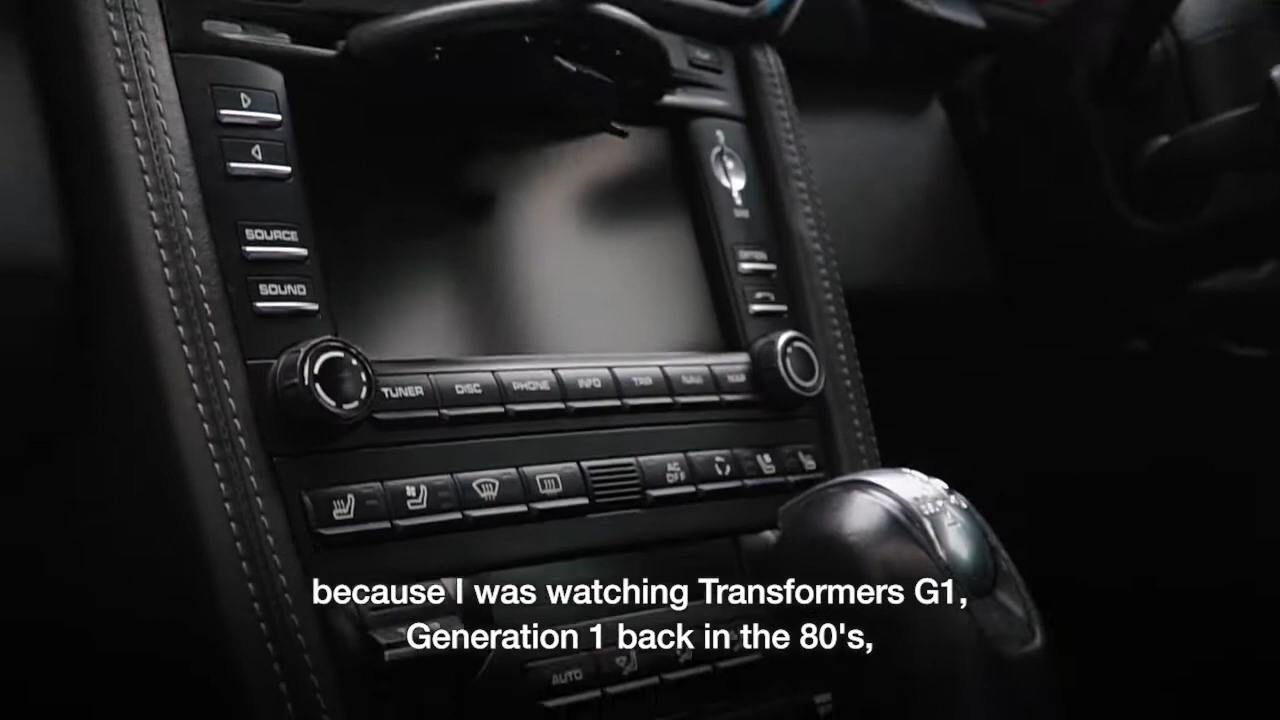 SOURCE
SOUND
TUNER
DISC
PHONE
INFO
TRIP
AC
OFF
because I was watching Transformers G1,
Generation 1 back in the 80's,
AUTO